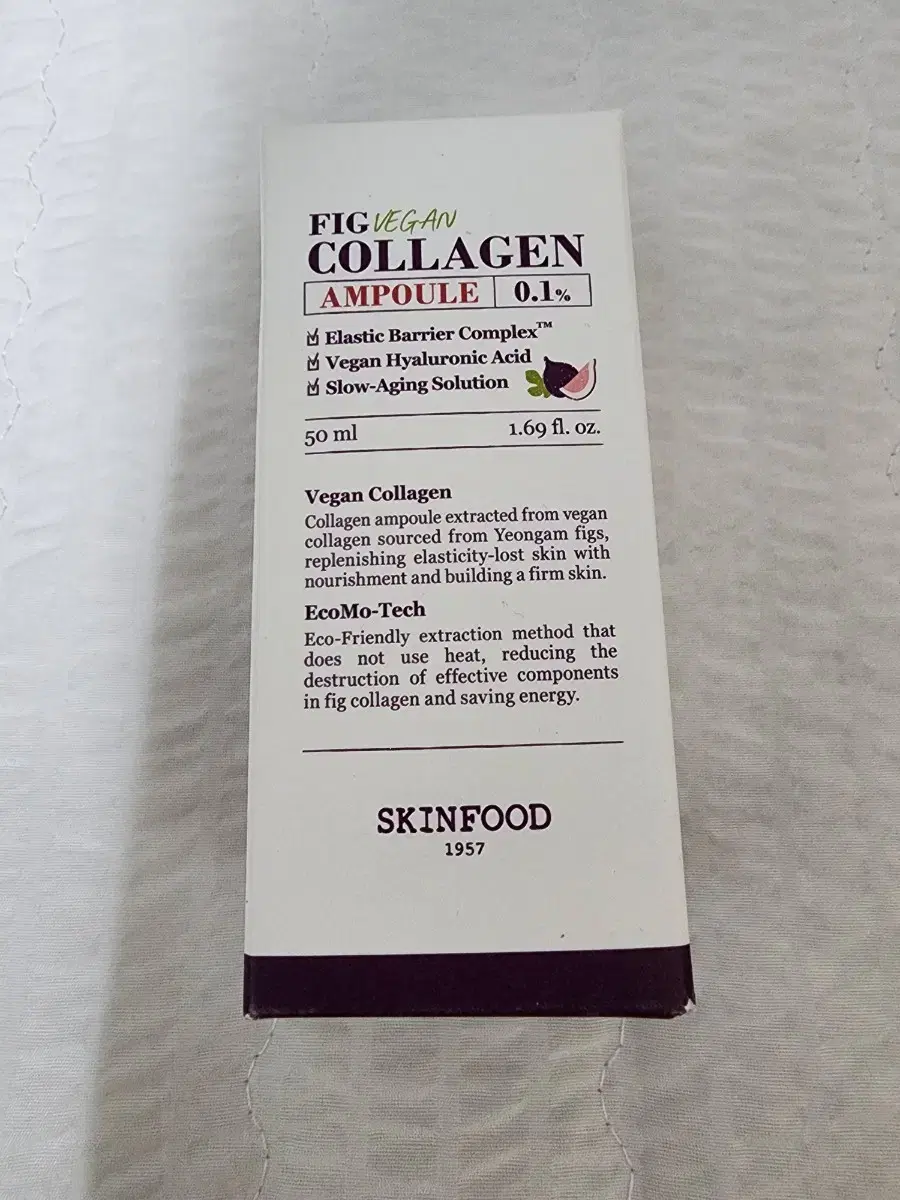 FIG VEGAN
COLLAGEN
AMPOULE 0.1%
Elastic Barrier Complex™
Vegan Hyaluronic Acid
Slow-Aging Solution
50 ml 1.69 fl. oz.
Vegan Collagen
Collagen ampoule extracted from vegan
collagen sourced from Yeongam figs,
replenishing elasticity-lost skin with
nourishment and building a firm skin.
EcoMo-Tech
Eco-Friendly extraction method that
does not use heat, reducing the
destruction of effective components
in fig collagen and saving energy.
SKINFOOD
1957